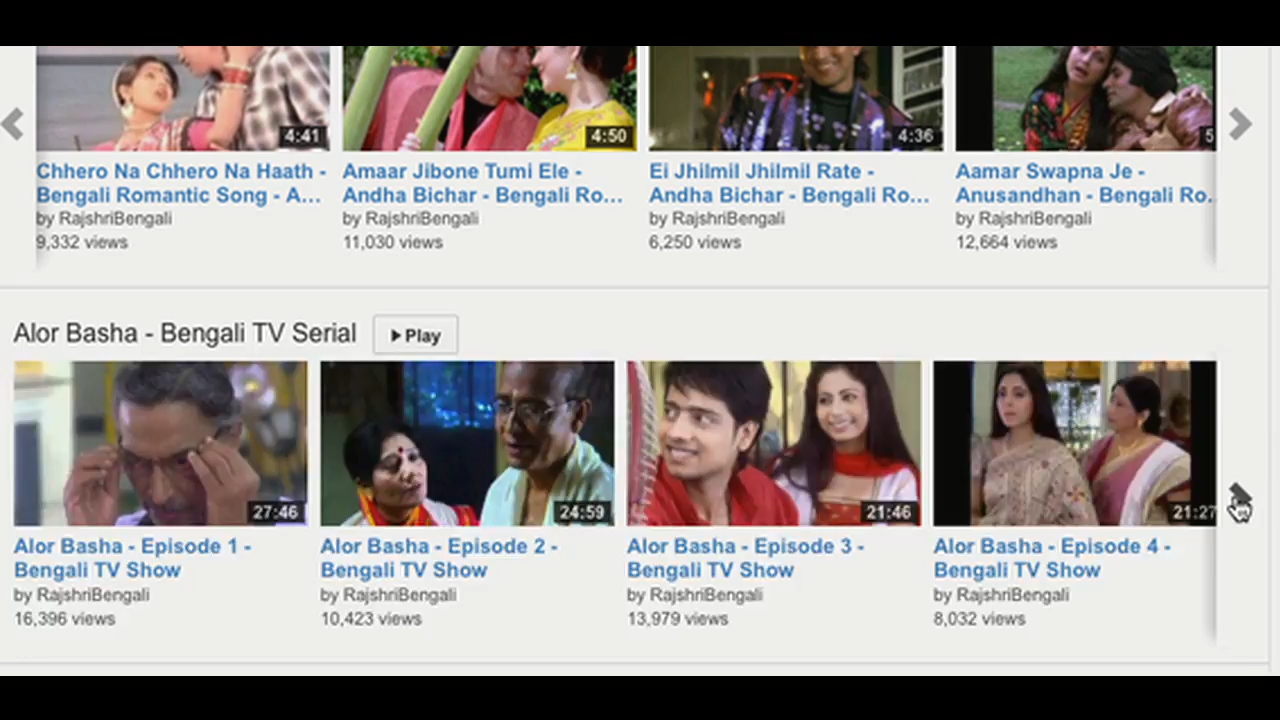 4:41
4:50
4:36
5
Chhero Na Chhero Na Haath -
Bengali Romantic Song - A...
by RajshriBengali
9,332 views
Amaar Jibone Tumi Ele -
Andha Bichar - Bengali Ro...
by RajshriBengali
11,030 views
Ei Jhilmil Jhilmil Rate -
Andha Bichar - Bengali Ro...
by RajshriBengali
6,250 views
Aamar Swapna Je -
Anusandhan - Bengali Ro..
by RajshriBengali
12,664 views
Alor Basha - Bengali TV Serial
Play
27:46
24:59
21:46
21:27
Alor Basha - Episode 1 -
Bengali TV Show
by RajshriBengali
16,396 views
Alor Basha - Episode 2 -
Bengali TV Show
by RajshriBengali
10,423 views
Alor Basha - Episode 3 -
Bengali TV Show
by RajshriBengali
13,979 views
Alor Basha - Episode 4 -
Bengali TV Show
by RajshriBengali
8,032 views